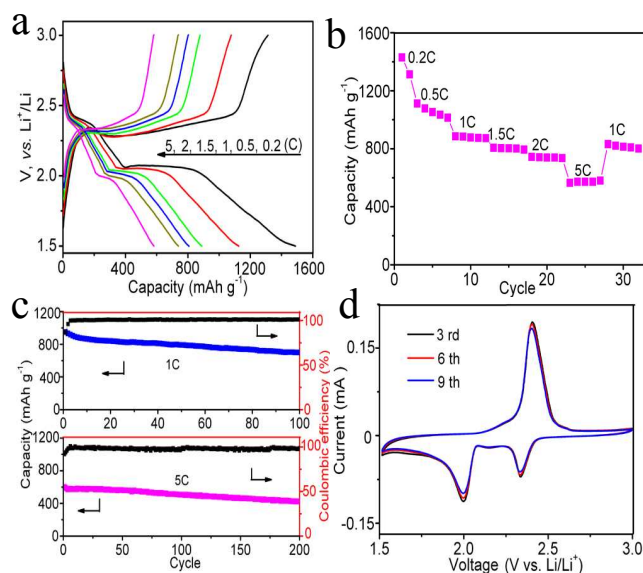 a
3.0
2.5
2.0
1.5
V, vs. Li+/Li
5, 2, 1.5, 1, 0.5, 0.2 (C)
0 400 800 1200 1600
Capacity (mAh g-1)
b
1600
1200
800
400
0
Capacity (mAh g-1)
0.2C
0.5C
1C
1.5C
2C
5C
1C
0 10 20 30
Cycle
c
1200
800
400
0
1C
100
75
50
25
0
0 20 40 60 80 100
1200
900
600
300
0
5C
100
50
0
0 50 100 150 200
Cycle
Capacity (mAh g-1)
Coulombic efficiency (%)
d
3 rd
6 th
9 th
0.15
0
-0.15
Current (mA)
1.5 2.0 2.5 3.0
Voltage (V vs. Li/Li+)